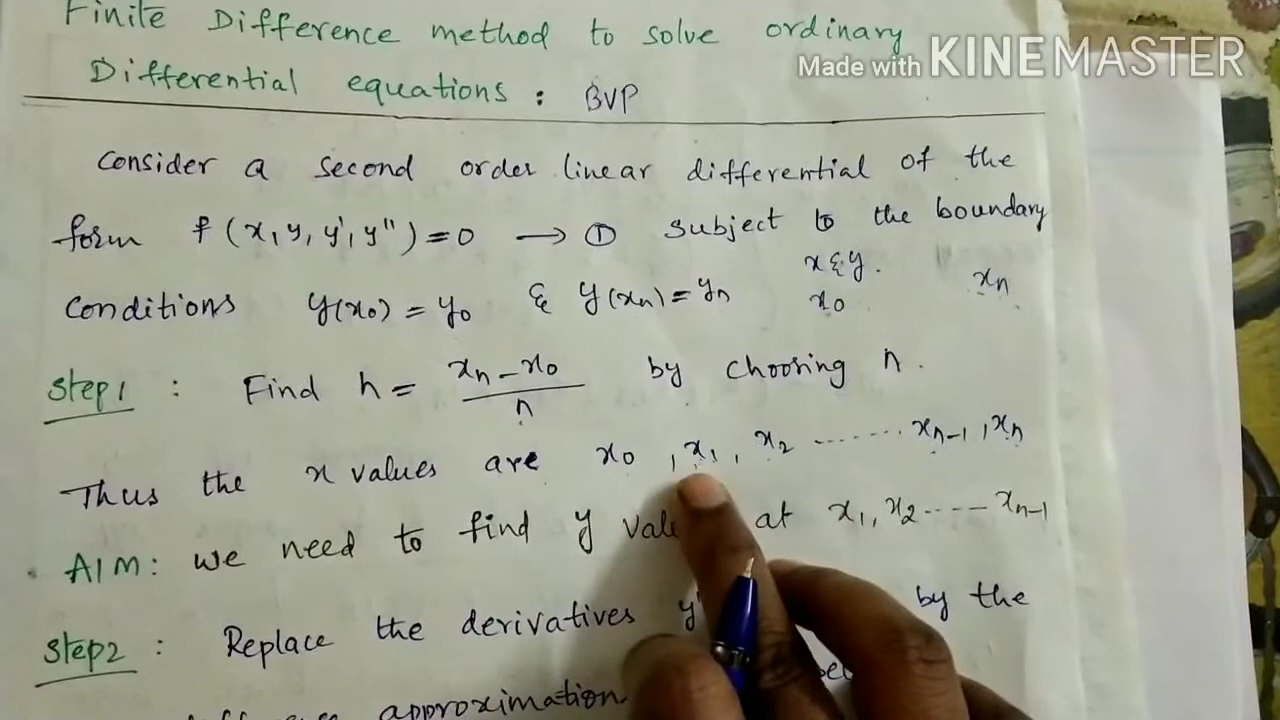 Finite Difference method to solve ordinary
Made with KINEMASTER
Differential equations : BVP
Consider a second order linear differential of the
form f(x, y, y', y'') = 0 → ① subject to the boundary
x & y.
conditions y(x₀) = y₀ & y(xₙ) = yₙ x₀ xₙ
Step1 : Find h = (xₙ - x₀)/n by choosing n.
Thus the x values are x₀, x₁, x₂ ........ xₙ₋₁, xₙ
AIM: we need to find y at x₁, x₂ ---- xₙ₋₁
Step2 : Replace the derivatives by the
approximation.